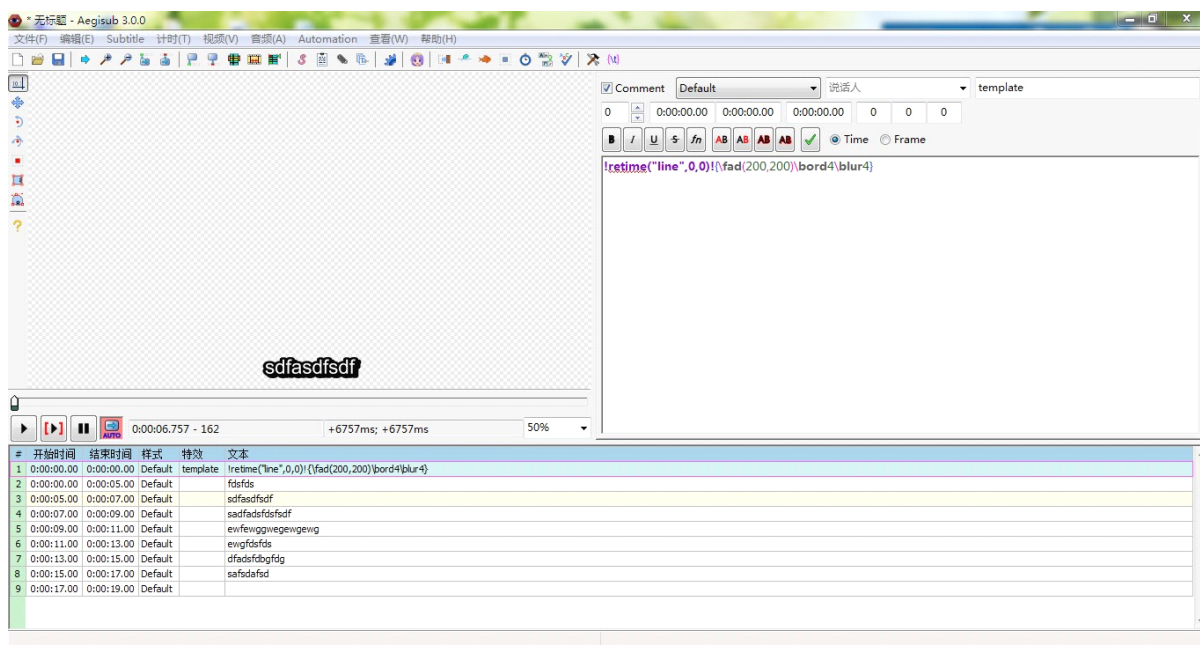 * 无标题 - Aegisub 3.0.0
文件(F) 编辑(E) Subtitle 计时(T) 视频(V) 音频(A) Automation 查看(W) 帮助(H)
Comment Default 说话人 template
0 0:00:00.00 0:00:00.00 0:00:00.00 0 0 0
B I U S fn AB AB AB AB Time Frame
!retime("line",0,0)!{\fad(200,200)\bord4\blur4}
sdfasdfsdf
AUTO 0:00:06.757 - 162 +6757ms; +6757ms 50%
# 开始时间 结束时间 样式 特效 文本
1 0:00:00.00 0:00:00.00 Default template !retime("line",0,0)!{\fad(200,200)\bord4\blur4}
2 0:00:00.00 0:00:05.00 Default fdsfds
3 0:00:05.00 0:00:07.00 Default sdfasdfsdf
4 0:00:07.00 0:00:09.00 Default sadfadsfdsfsdf
5 0:00:09.00 0:00:11.00 Default ewfewggwegewgewg
6 0:00:11.00 0:00:13.00 Default ewgfdsfds
7 0:00:13.00 0:00:15.00 Default dfadsfdbgfdg
8 0:00:15.00 0:00:17.00 Default safsdafsd
9 0:00:17.00 0:00:19.00 Default